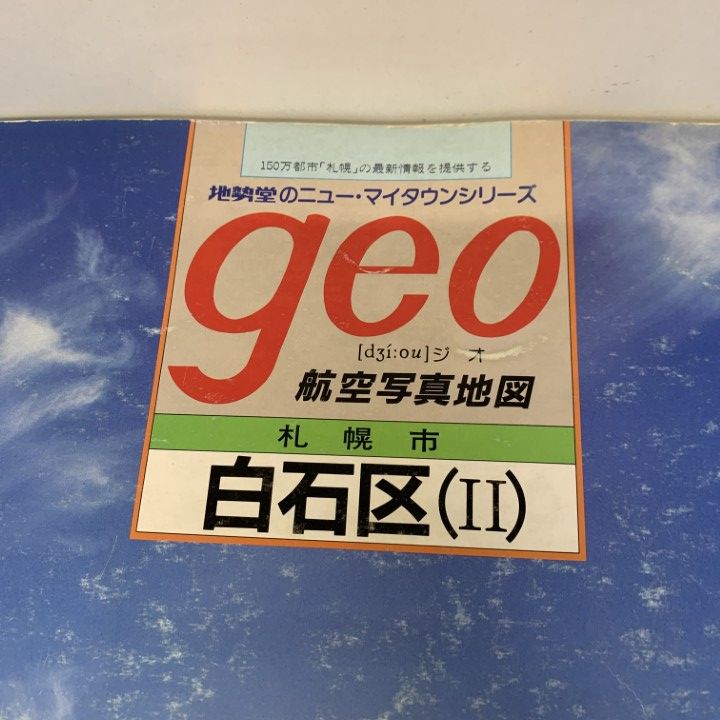 150万都市「札幌」の最新情報を提供する
地勢堂のニュー・マイタウンシリーズ
geo
[dʒí:ou]ジオ
航空写真地図
札幌市
白石区(II)